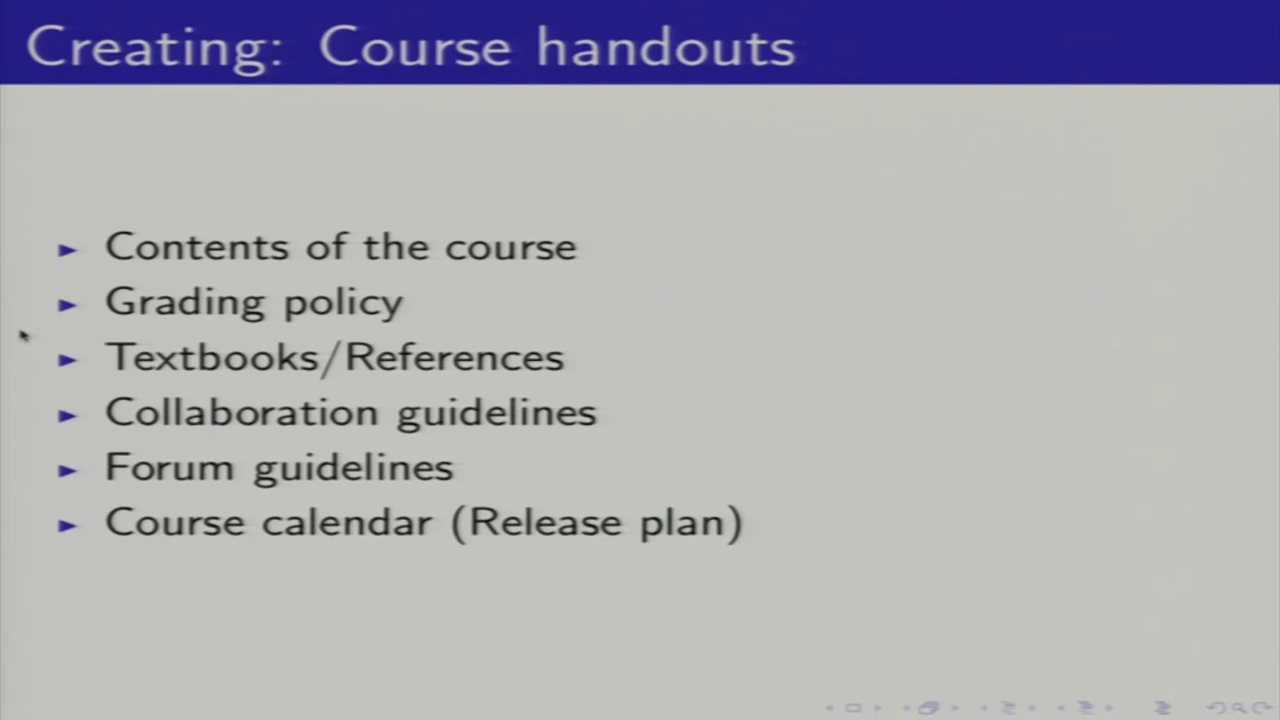 Creating: Course handouts
Contents of the course
Grading policy
Textbooks/References
Collaboration guidelines
Forum guidelines
Course calendar (Release plan)